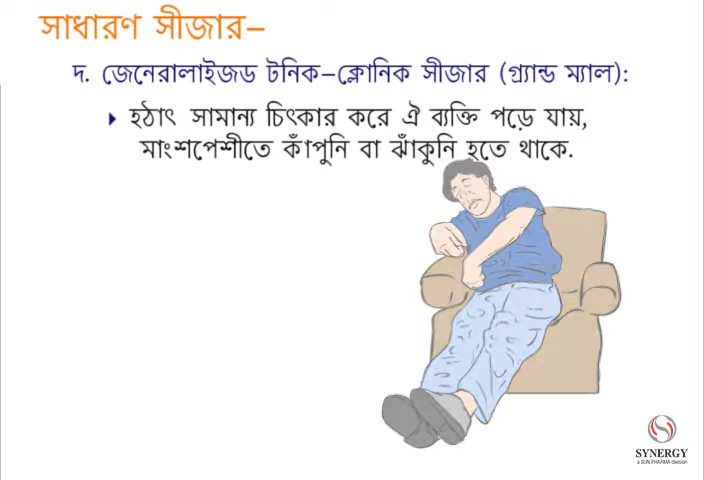 সাধারণ সীজার–
দ. জেনেরালাইজড টনিক–ক্লোনিক সীজার (গ্র্যান্ড ম্যাল):
হঠাৎ সামান্য চিৎকার করে ঐ ব্যক্তি পড়ে যায়,
মাংশপেশীতে কাঁপুনি বা ঝাঁকুনি হতে থাকে.
SYNERGY
a SUN PHARMA division